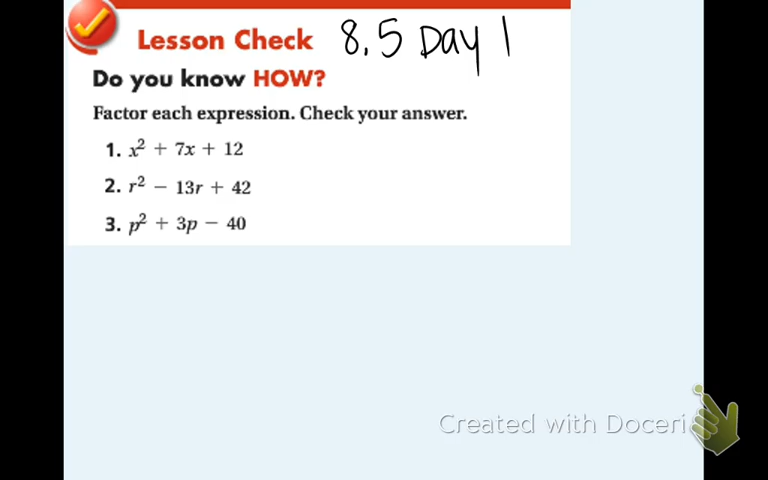 Lesson Check 8.5 Day 1
Do you know HOW?
Factor each expression. Check your answer.
1. x² + 7x + 12
2. r² − 13r + 42
3. p² + 3p − 40
Created with Doceri